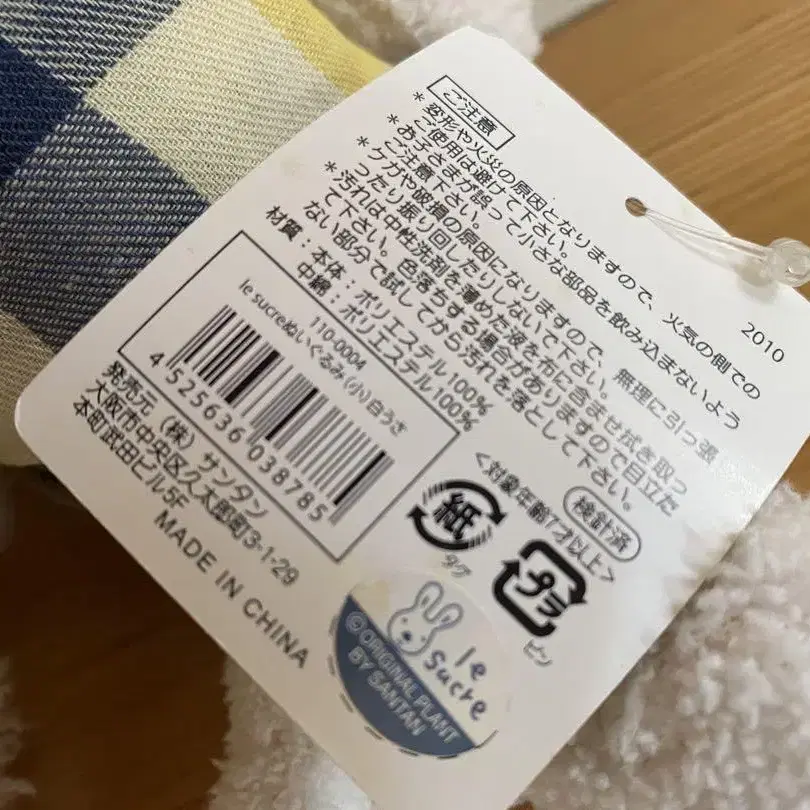 2010
ご注意
* 変形や火災の原因となりますので、火気の側での
ご使用は避けて下さい。
* お子さまが誤って小さな部品を飲み込まないよう
ご注意下さい。
* ケガや破損の原因になりますので、無理に引っ張
ったり振り回したりしないで下さい。
* 汚れは中性洗剤を薄めた液を布に含ませ拭き取っ
て下さい。色落ちする場合がありますので目立た
ない部分で試してから汚れを落として下さい。
材質：本体：ポリエステル100%
中綿：ポリエステル100%
110-0004
le sucreぬいぐるみ(小)白うさ
4 525636 038785
検針済
<対象年齢7才以上>
発売元（株）サンタン
大阪市中央区久太郎町3-1-29
本町武田ビル5F
MADE IN CHINA
紙
タグ
プラ
ピン
le
Sucre
©ORIGINAL PLANT
BY SANTAN